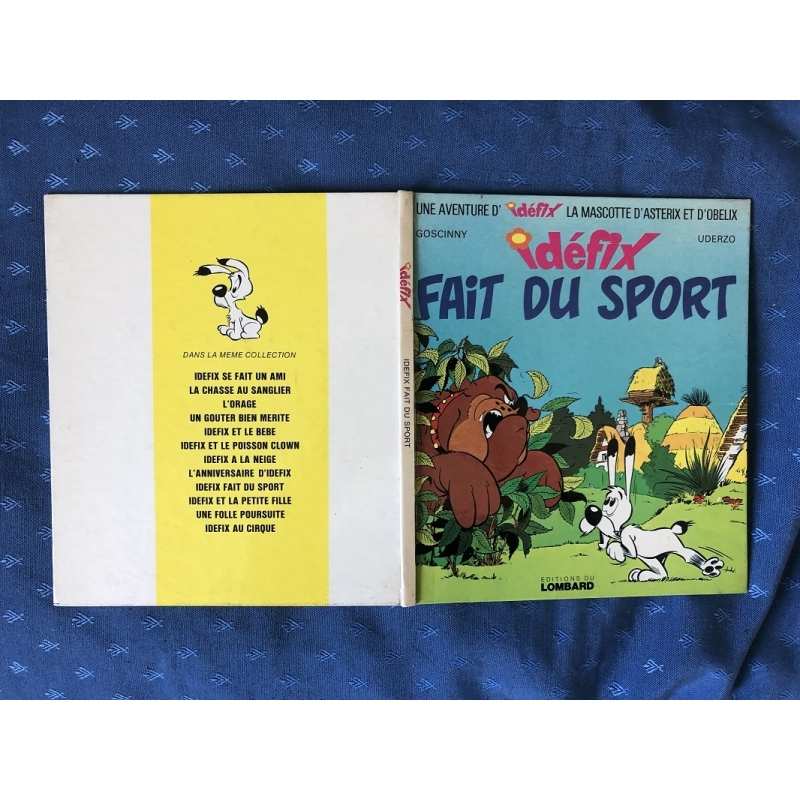 DANS LA MEME COLLECTION
IDEFIX SE FAIT UN AMI
LA CHASSE AU SANGLIER
L'ORAGE
UN GOUTER BIEN MERITE
IDEFIX ET LE BEBE
IDEFIX ET LE POISSON CLOWN
IDEFIX A LA NEIGE
L'ANNIVERSAIRE D'IDEFIX
IDEFIX FAIT DU SPORT
IDEFIX ET LA PETITE FILLE
UNE FOLLE POURSUITE
IDEFIX AU CIRQUE
idéfix
IDEFIX FAIT DU SPORT
UNE AVENTURE D' idéfix LA MASCOTTE D'ASTERIX ET D'OBELIX
GOSCINNY UDERZO
idéfix
FAIT DU SPORT
EDITIONS DU
LOMBARD